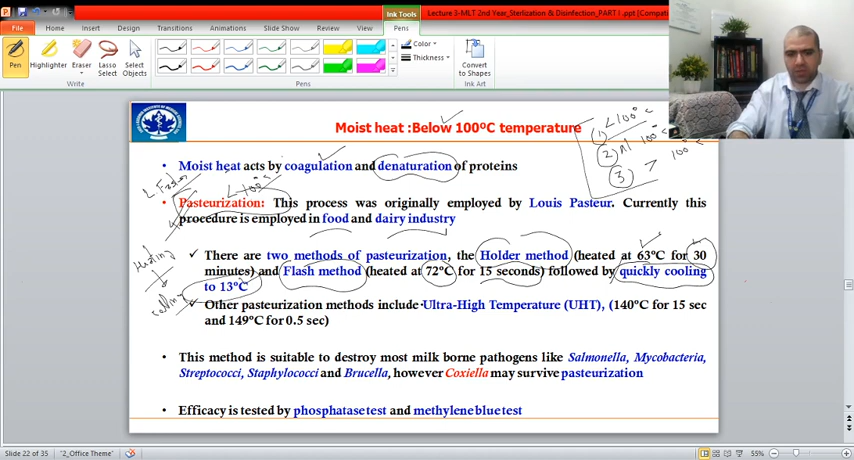 Ink Tools
Lecture 3-MLT 2nd Year_Sterlization & Disinfection_PART I .ppt [Compati
File Home Insert Design Transitions Animations Slide Show Review View Pens
Pen
Highlighter
Eraser
Lasso Select
Select Objects
Color
Thickness
Convert to Shapes
Write
Pens
Ink Art
Moist heat :Below 100ºC temperature
1 <100°C
2 100°C
3 > 100°C
• Moist heat acts by coagulation and denaturation of proteins
<100°C
• Pasteurization: This process was originally employed by Louis Pasteur. Currently this
procedure is employed in food and dairy industry
Heating
✓ There are two methods of pasteurization, the Holder method (heated at 63ºC for 30
minutes) and Flash method (heated at 72ºC for 15 seconds) followed by quickly cooling
to 13ºC
✓ Other pasteurization methods include Ultra-High Temperature (UHT), (140ºC for 15 sec
and 149ºC for 0.5 sec)
• This method is suitable to destroy most milk borne pathogens like Salmonella, Mycobacteria,
Streptococci, Staphylococci and Brucella, however Coxiella may survive pasteurization
• Efficacy is tested by phosphatase test and methylene blue test
Slide 22 of 35 "2_Office Theme" 55%